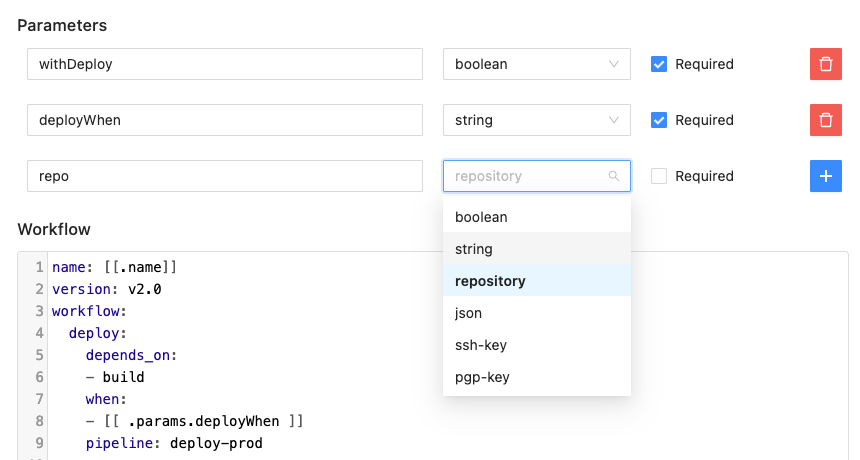 Parameters
withDeploy boolean Required
deployWhen string Required
repo repository Required
boolean
string
repository
json
ssh-key
pgp-key
Workflow
1 name: [[.name]]
2 version: v2.0
3 workflow:
4 deploy:
5 depends_on:
6 - build
7 when:
8 - [[ .params.deployWhen ]]
9 pipeline: deploy-prod